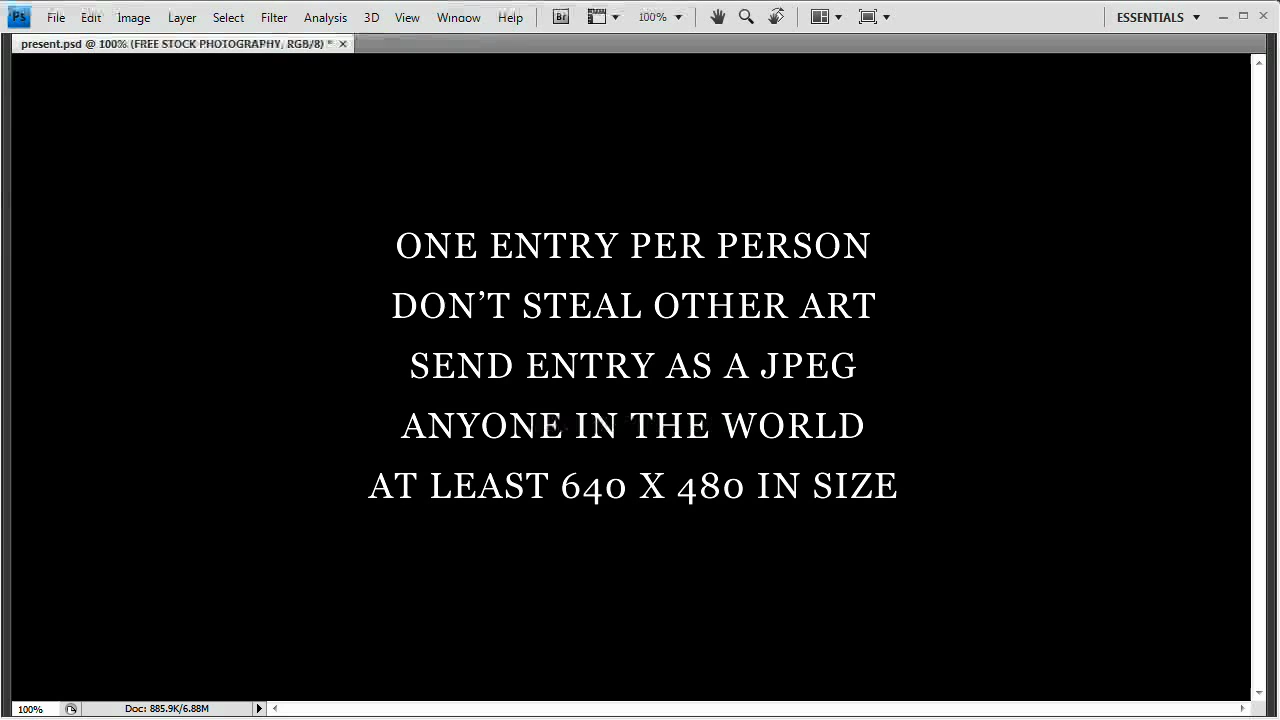 Ps File Edit Image Layer Select Filter Analysis 3D View Window Help Br 100% ESSENTIALS
present.psd @ 100% (FREE STOCK PHOTOGRAPHY, RGB/8) *
ONE ENTRY PER PERSON
DON’T STEAL OTHER ART
SEND ENTRY AS A JPEG
ANYONE IN THE WORLD
AT LEAST 640 X 480 IN SIZE
100% Doc: 885.9K/6.88M